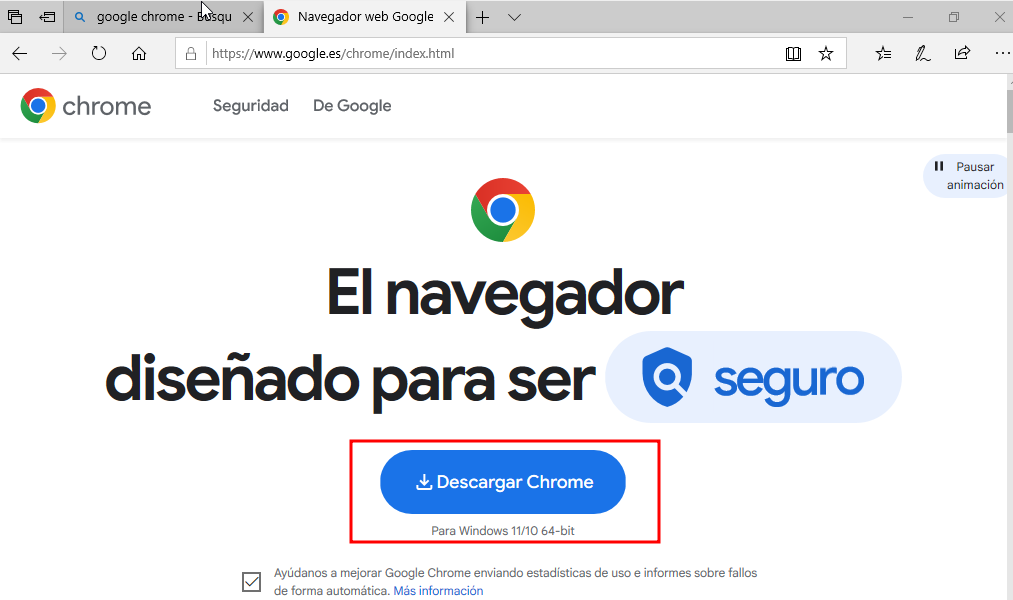 google chrome - Búsqu
Navegador web Google
https://www.google.es/chrome/index.html
chrome
Seguridad
De Google
Pausar
animación
El navegador
diseñado para ser seguro
Descargar Chrome
Para Windows 11/10 64-bit
Ayúdanos a mejorar Google Chrome enviando estadísticas de uso e informes sobre fallos
de forma automática. Más información